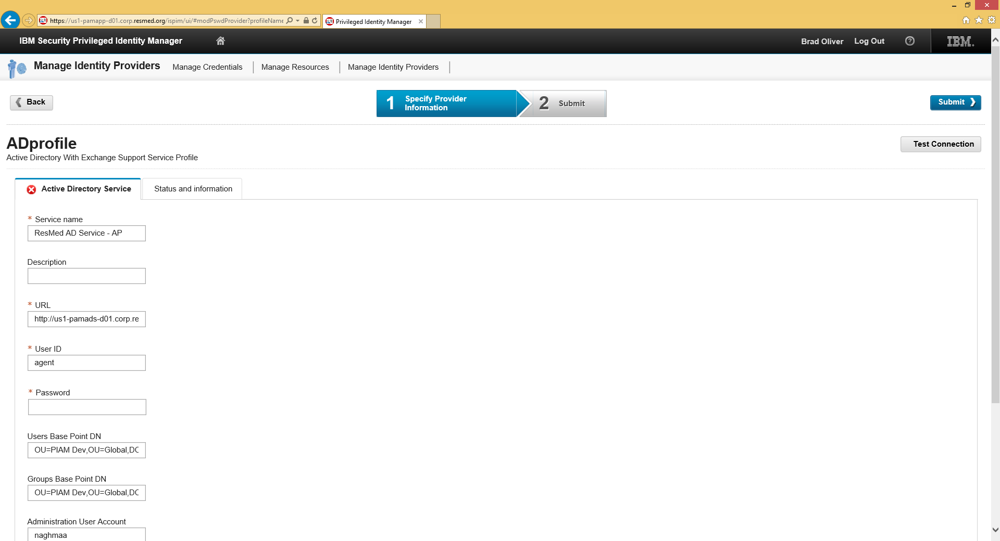 https://us1-pamapp-d01.corp.resmed.org/ispim/ui/#modPswdProvider?profileName
Privileged Identity Manager
IBM Security Privileged Identity Manager
Brad Oliver
Log Out
?
IBM.
Manage Identity Providers
Manage Credentials
Manage Resources
Manage Identity Providers
Back
1 Specify Provider
Information
2 Submit
Submit
ADprofile
Test Connection
Active Directory With Exchange Support Service Profile
Active Directory Service
Status and information
* Service name
ResMed AD Service - AP
Description
* URL
http://us1-pamads-d01.corp.re
* User ID
agent
* Password
Users Base Point DN
OU=PIAM Dev,OU=Global,DC
Groups Base Point DN
OU=PIAM Dev,OU=Global,DC
Administration User Account
naghmaa